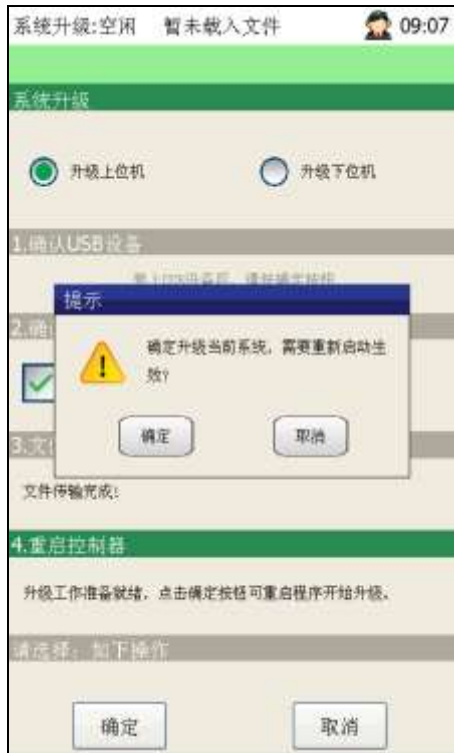 系统升级:空闲 暂未载入文件 09:07
系统升级
升级上位机 升级下位机
1.确认USB设备
提示
2.确
确定升级当前系统，需要重新启动生
效?
确定 取消
3.文
文件传输完成!
4.重启控制器
升级工作准备就绪，点击确定按钮可重启程序开始升级。
请选择：如下操作
确定 取消